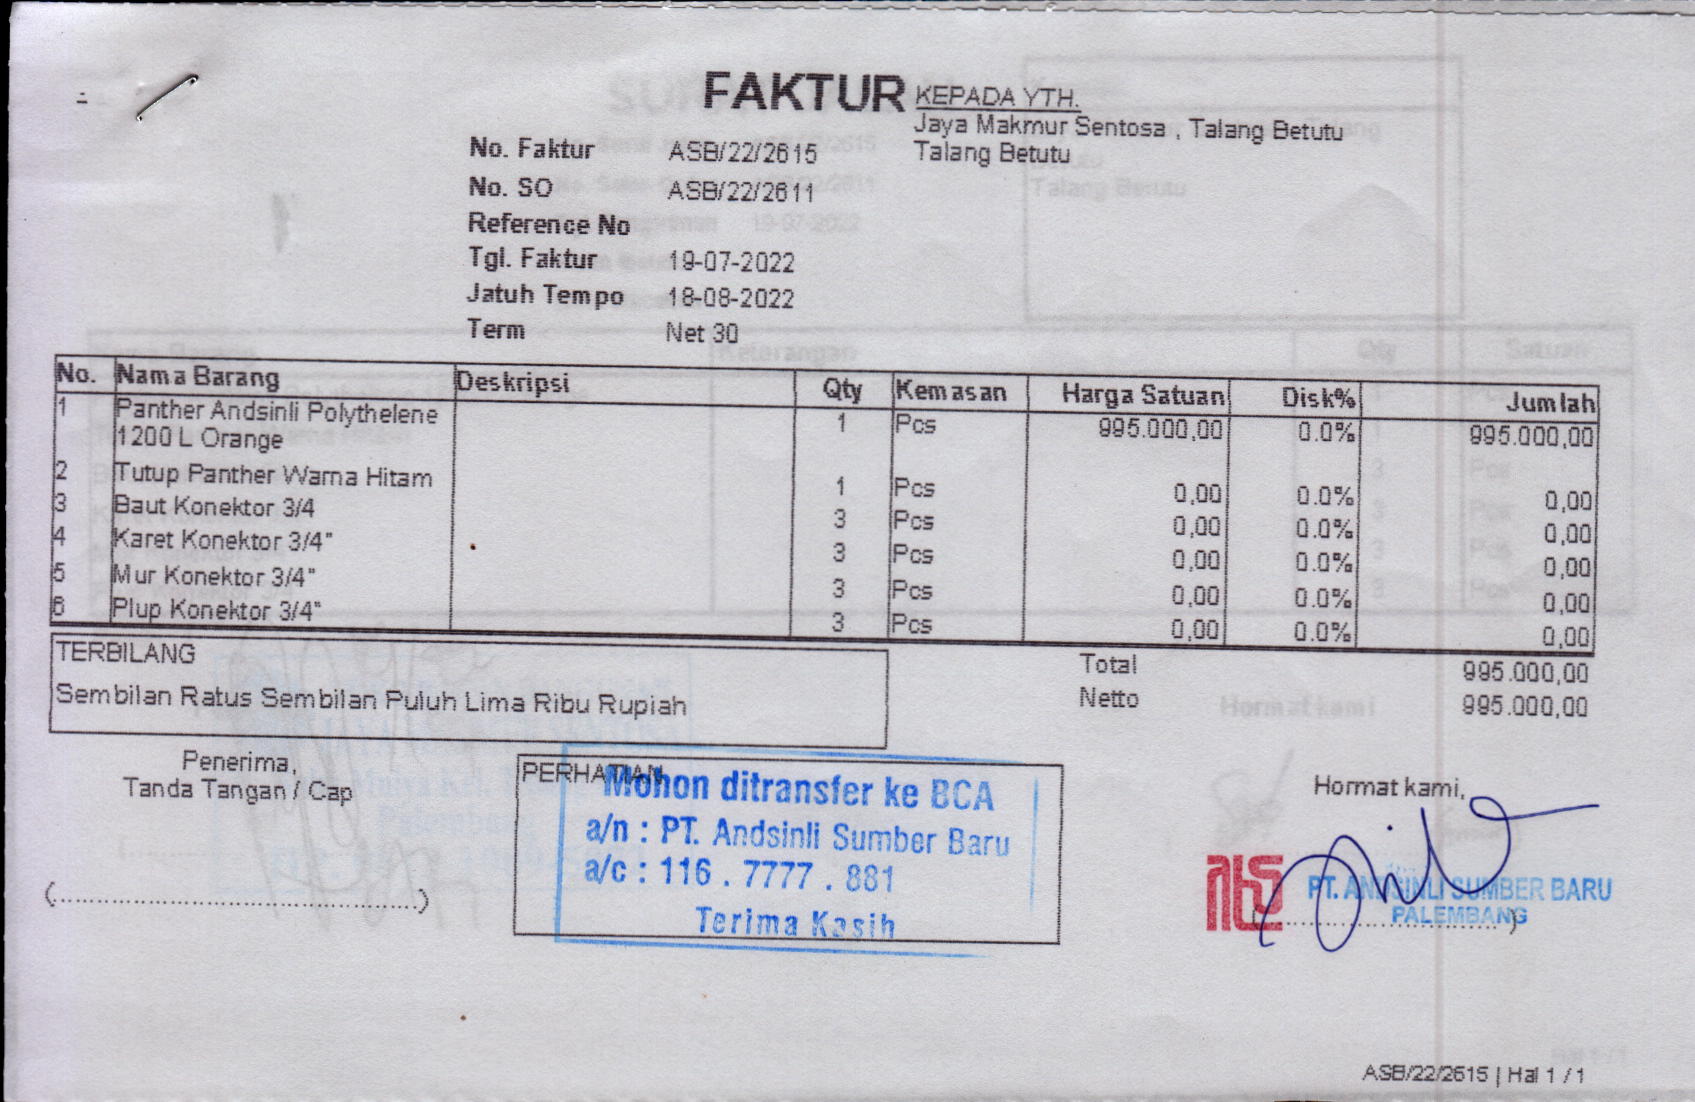 FAKTUR
KEPADA YTH.
Jaya Makmur Sentosa , Talang Betutu
Talang Betutu
No. Faktur ASB/22/2615
No. SO ASB/22/2611
Reference No
Tgl. Faktur 19-07-2022
Jatuh Tempo 18-08-2022
Term Net 30
No. Nama Barang Deskripsi Qty Kemasan Harga Satuan Disk% Jumlah
1 Panther Andsinli Polythelene 1 Pcs 995.000,00 0.0% 995.000,00
1200 L Orange
2 Tutup Panther Warna Hitam 1 Pcs 0,00 0.0% 0,00
3 Baut Konektor 3/4 3 Pcs 0,00 0.0% 0,00
4 Karet Konektor 3/4" 3 Pcs 0,00 0.0% 0,00
5 Mur Konektor 3/4" 3 Pcs 0,00 0.0% 0,00
6 Plup Konektor 3/4" 3 Pcs 0,00 0.0% 0,00
TERBILANG
Sembilan Ratus Sembilan Puluh Lima Ribu Rupiah
Total 995.000,00
Netto 995.000,00
Penerima,
Tanda Tangan / Cap
(..........................................)
PERHATIAN
Mohon ditransfer ke BCA
a/n : PT. Andsinli Sumber Baru
a/c : 116 . 7777 . 881
Terima Kasih
Hormat kami,
PT. ANDSINLI SUMBER BARU
PALEMBANG
ASB/22/2615 | Hal 1 / 1